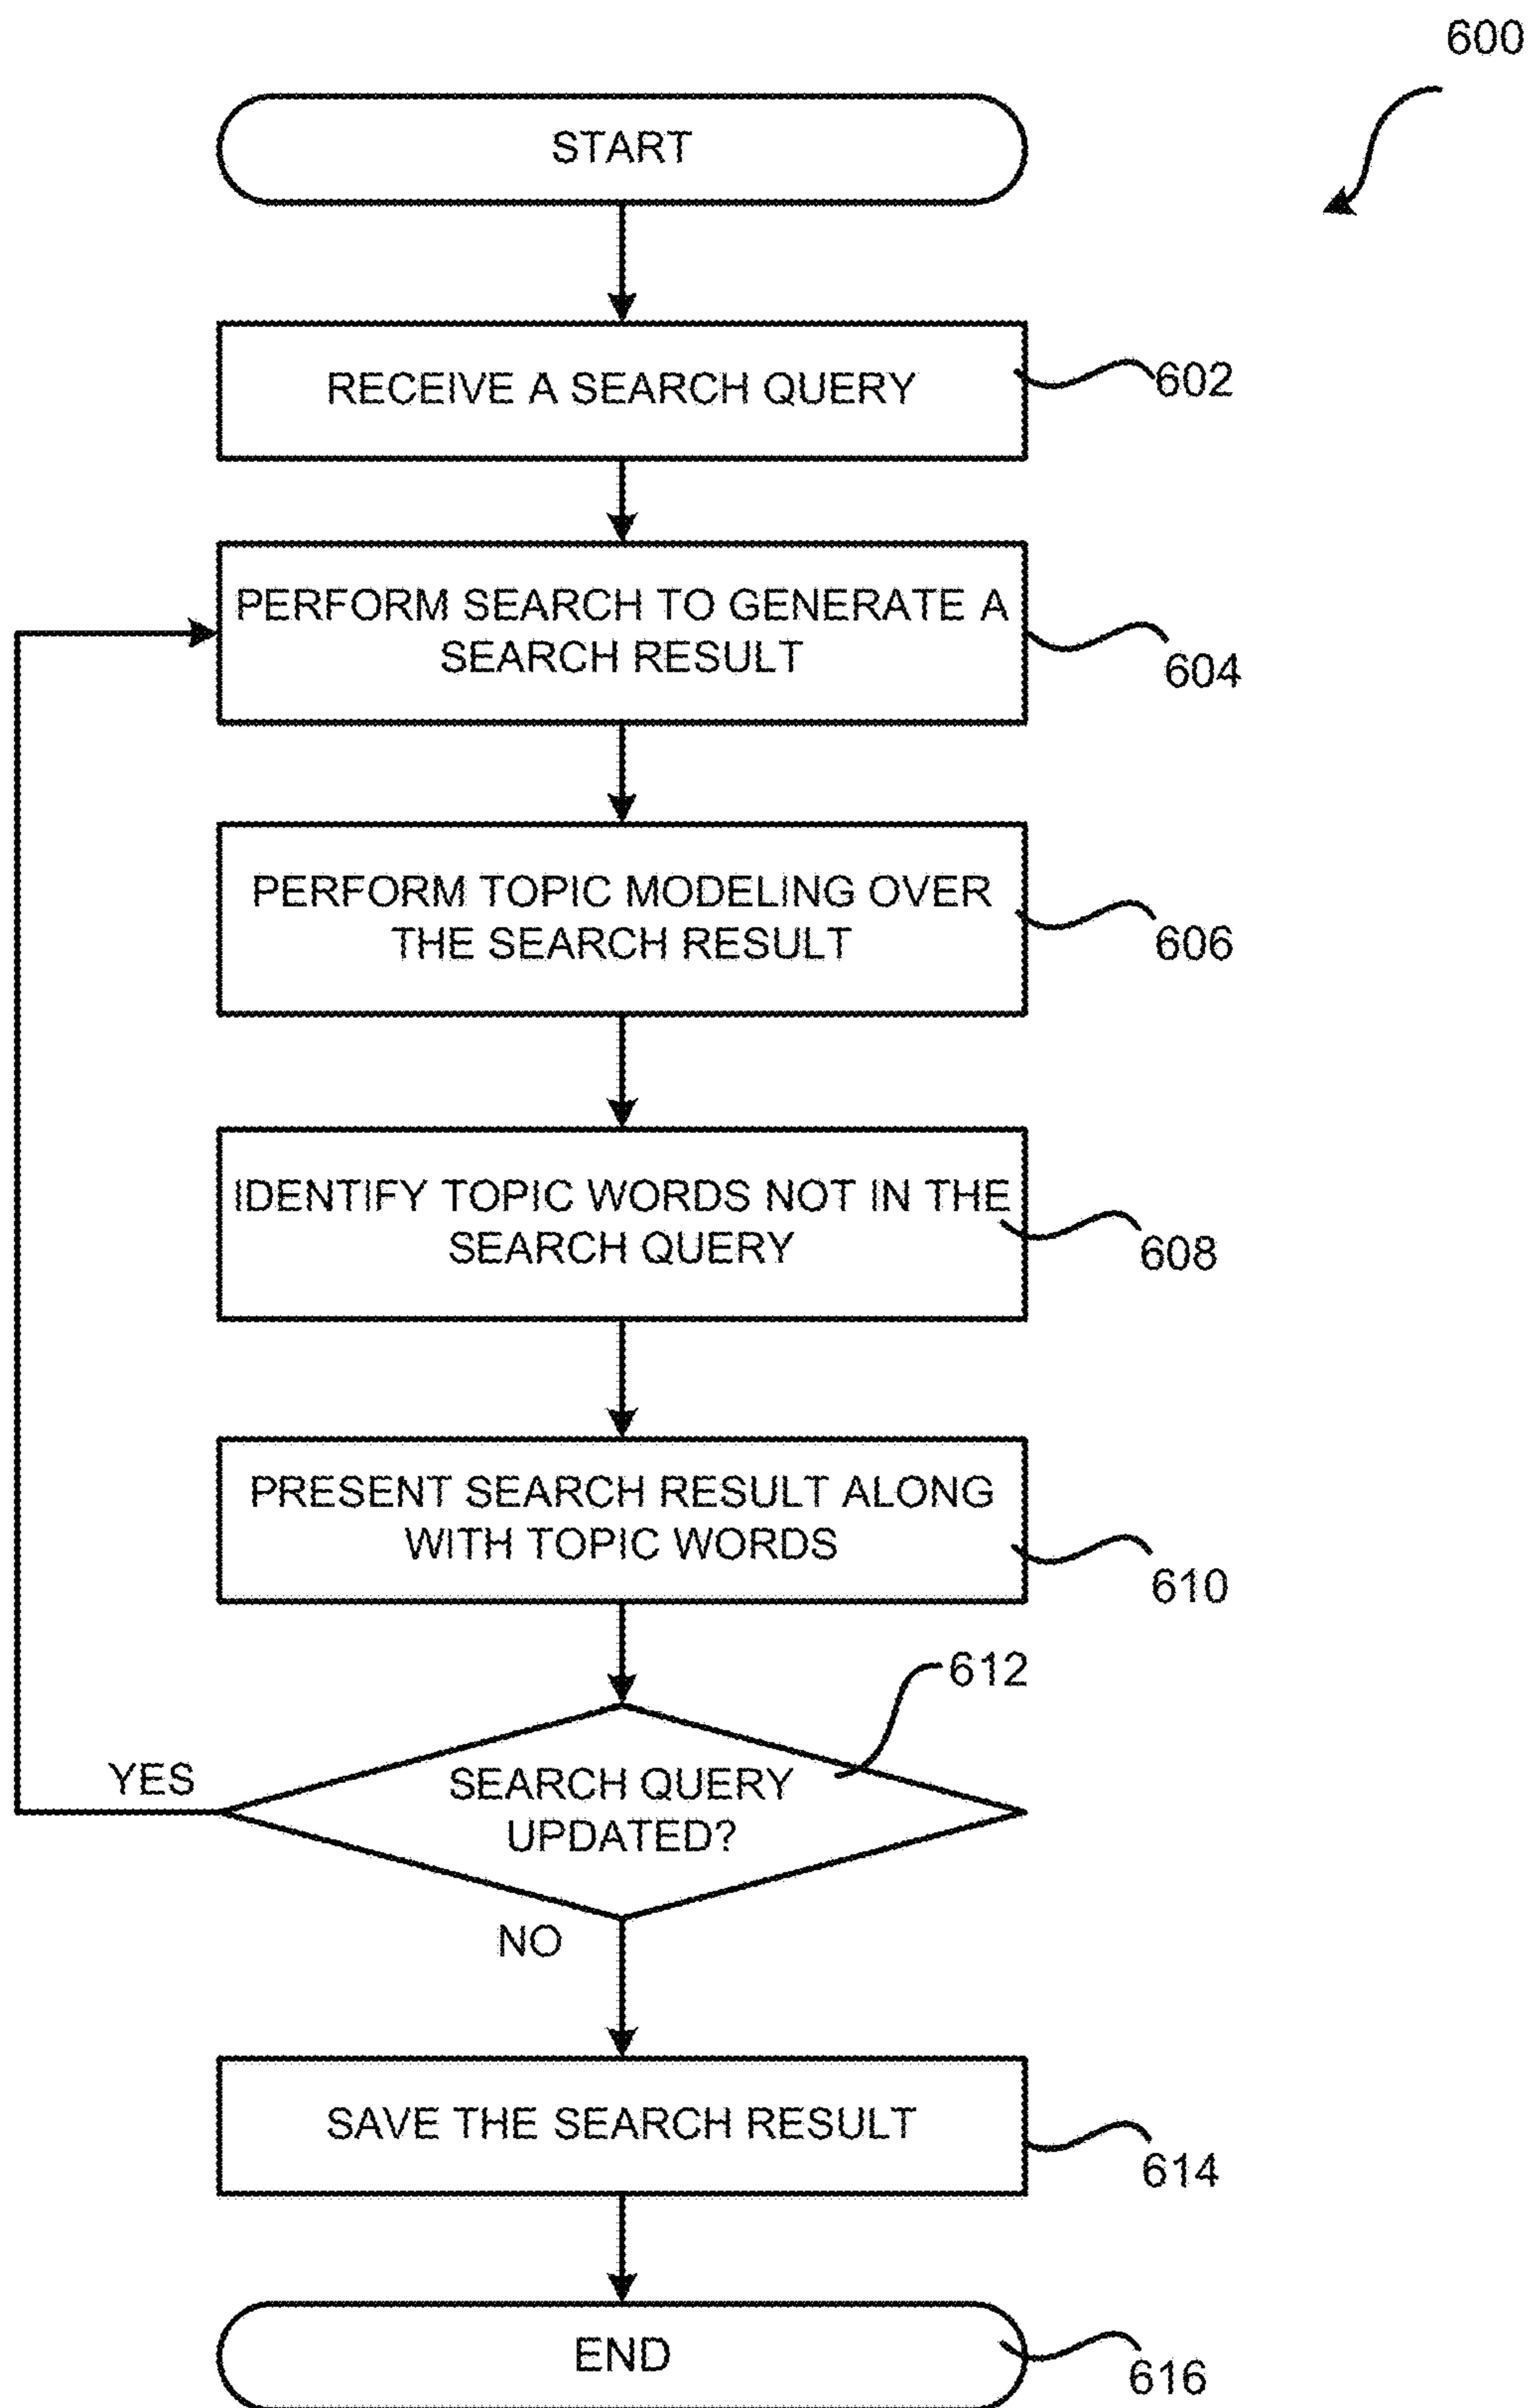 600
START
RECEIVE A SEARCH QUERY
602
PERFORM SEARCH TO GENERATE A
SEARCH RESULT
604
PERFORM TOPIC MODELING OVER
THE SEARCH RESULT
606
IDENTIFY TOPIC WORDS NOT IN THE
SEARCH QUERY
608
PRESENT SEARCH RESULT ALONG
WITH TOPIC WORDS
610
612
YES
SEARCH QUERY
UPDATED?
NO
SAVE THE SEARCH RESULT
614
END
616